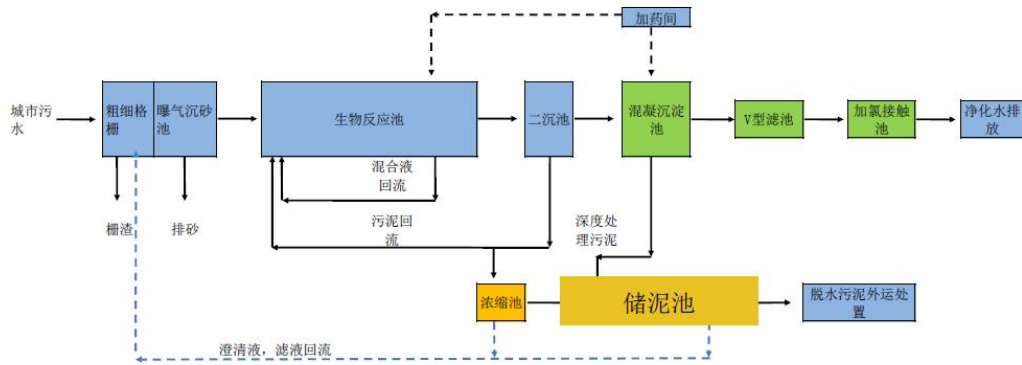 加药间
城市污
水
粗细格
栅
曝气沉砂
池
生物反应池
二沉池
混凝沉淀
池
V型滤池
加氯接触
池
净化水排
放
混合液
回流
栅渣
排砂
污泥回
流
深度处
理污泥
浓缩池
储泥池
脱水污泥外运处
置
澄清液，滤液回流